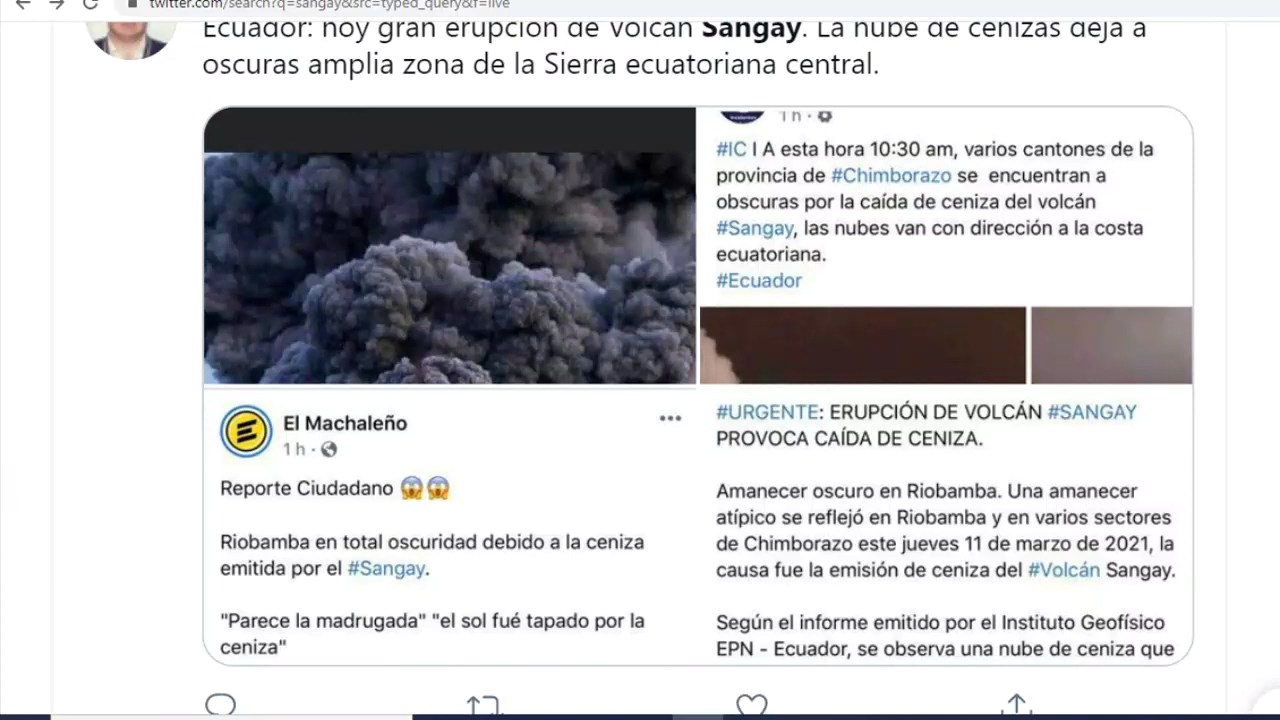 twitter.com/search?q=sangay&src=typed_query&f=live
Ecuador: hoy gran erupción de Volcán Sangay. La nube de cenizas deja a
oscuras amplia zona de la Sierra ecuatoriana central.
1 h ·
#IC I A esta hora 10:30 am, varios cantones de la
provincia de #Chimborazo se encuentran a
obscuras por la caída de ceniza del volcán
#Sangay, las nubes van con dirección a la costa
ecuatoriana.
#Ecuador
El Machaleño
1 h ·
Reporte Ciudadano 😱😱
Riobamba en total oscuridad debido a la ceniza
emitida por el #Sangay.
"Parece la madrugada" "el sol fué tapado por la
ceniza"
#URGENTE: ERUPCIÓN DE VOLCÁN #SANGAY
PROVOCA CAÍDA DE CENIZA.
Amanecer oscuro en Riobamba. Una amanecer
atípico se reflejó en Riobamba y en varios sectores
de Chimborazo este jueves 11 de marzo de 2021, la
causa fue la emisión de ceniza del #Volcán Sangay.
Según el informe emitido por el Instituto Geofísico
EPN - Ecuador, se observa una nube de ceniza que